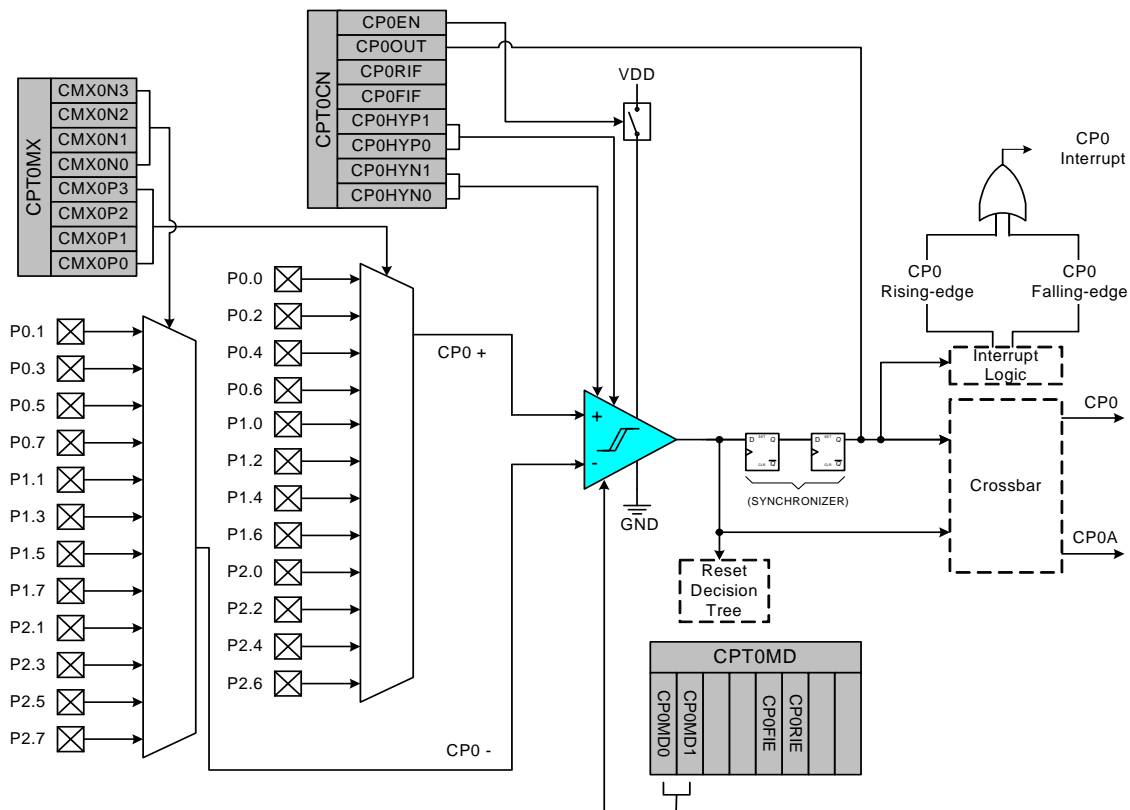 CPT0MX
CMX0N3
CMX0N2
CMX0N1
CMX0N0
CMX0P3
CMX0P2
CMX0P1
CMX0P0
CPT0CN
CP0EN
CP0OUT
CP0RIF
CP0FIF
CP0HYP1
CP0HYP0
CP0HYN1
CP0HYN0
VDD
CP0
Interrupt
CP0
Rising-edge
CP0
Falling-edge
Interrupt
Logic
P0.1
P0.3
P0.5
P0.7
P1.1
P1.3
P1.5
P1.7
P2.1
P2.3
P2.5
P2.7
P0.0
P0.2
P0.4
P0.6
P1.0
P1.2
P1.4
P1.6
P2.0
P2.2
P2.4
P2.6
CP0 +
CP0 -
+
-
GND
D SET Q
CLR Q
D SET Q
CLR Q
(SYNCHRONIZER)
Crossbar
CP0
CP0A
Reset
Decision
Tree
CPT0MD
CP0MD0
CP0MD1
CP0FIE
CP0RIE